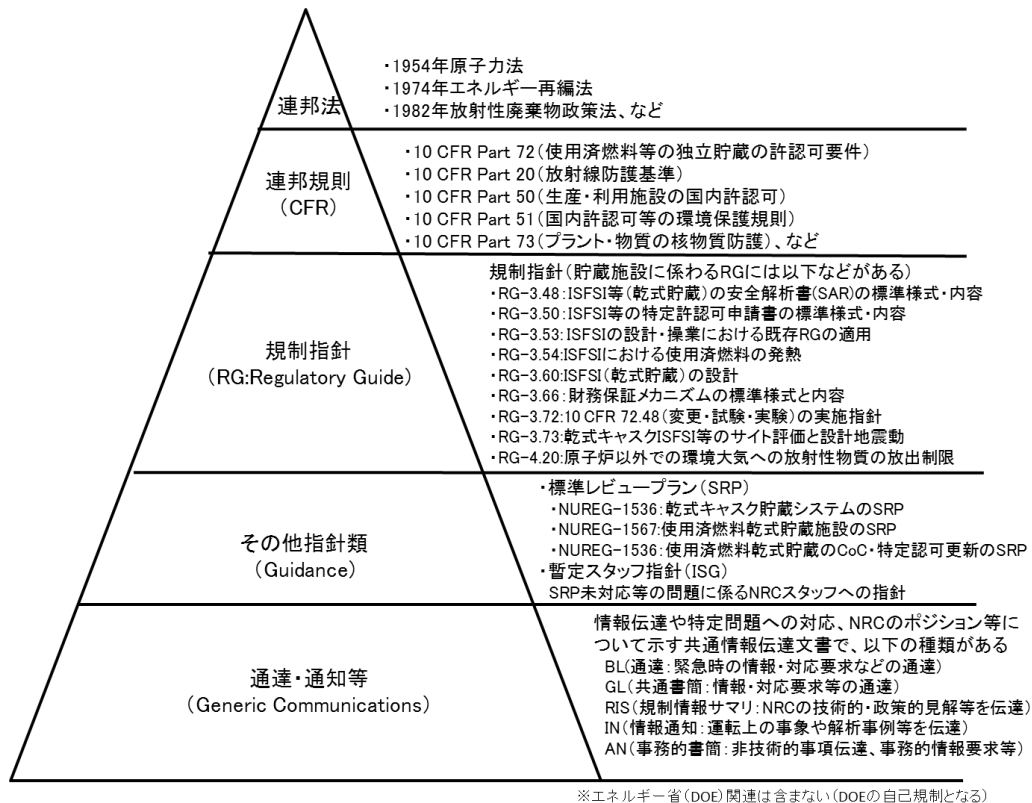 連邦法
・1954年原子力法
・1974年エネルギー再編法
・1982年放射性廃棄物政策法、など
連邦規則
(CFR)
・10 CFR Part 72(使用済燃料等の独立貯蔵の許認可要件)
・10 CFR Part 20(放射線防護基準)
・10 CFR Part 50(生産・利用施設の国内許認可)
・10 CFR Part 51(国内許認可等の環境保護規則)
・10 CFR Part 73(プラント・物質の核物質防護)、など
規制指針
(RG:Regulatory Guide)
規制指針(貯蔵施設に係わるRGには以下などがある)
・RG-3.48:ISFSI等(乾式貯蔵)の安全解析書(SAR)の標準様式・内容
・RG-3.50:ISFSI等の特定許認可申請書の標準様式・内容
・RG-3.53:ISFSIの設計・操業における既存RGの適用
・RG-3.54:ISFSIにおける使用済燃料の発熱
・RG-3.60:ISFSI(乾式貯蔵)の設計
・RG-3.66:財務保証メカニズムの標準様式と内容
・RG-3.72:10 CFR 72.48(変更・試験・実験)の実施指針
・RG-3.73:乾式キャスクISFSI等のサイト評価と設計地震動
・RG-4.20:原子炉以外での環境大気への放射性物質の放出制限
その他指針類
(Guidance)
・標準レビュープラン(SRP)
・NUREG-1536:乾式キャスク貯蔵システムのSRP
・NUREG-1567:使用済燃料乾式貯蔵施設のSRP
・NUREG-1536:使用済燃料乾式貯蔵のCoC・特定認可更新のSRP
・暫定スタッフ指針(ISG)
SRP未対応等の問題に係るNRCスタッフへの指針
通達・通知等
(Generic Communications)
情報伝達や特定問題への対応、NRCのポジション等に
ついて示す共通情報伝達文書で、以下の種類がある
BL(通達:緊急時の情報・対応要求などの通達)
GL(共通書簡:情報・対応要求等の通達)
RIS(規制情報サマリ:NRCの技術的・政策的見解等を伝達)
IN(情報通知:運転上の事象や解析事例等を伝達)
AN(事務的書簡:非技術的事項伝達、事務的情報要求等)
※エネルギー省(DOE)関連は含まない(DOEの自己規制となる)